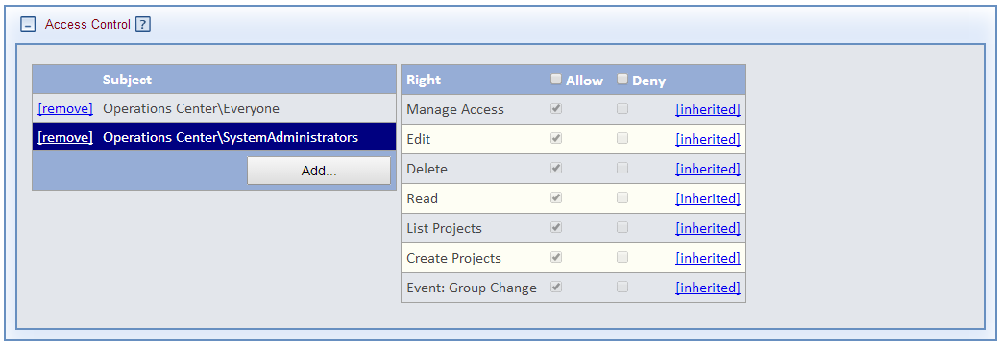 Access Control ?
Subject
[remove] Operations Center\Everyone
[remove] Operations Center\SystemAdministrators
Add...
Right Allow Deny
Manage Access [inherited]
Edit [inherited]
Delete [inherited]
Read [inherited]
List Projects [inherited]
Create Projects [inherited]
Event: Group Change [inherited]